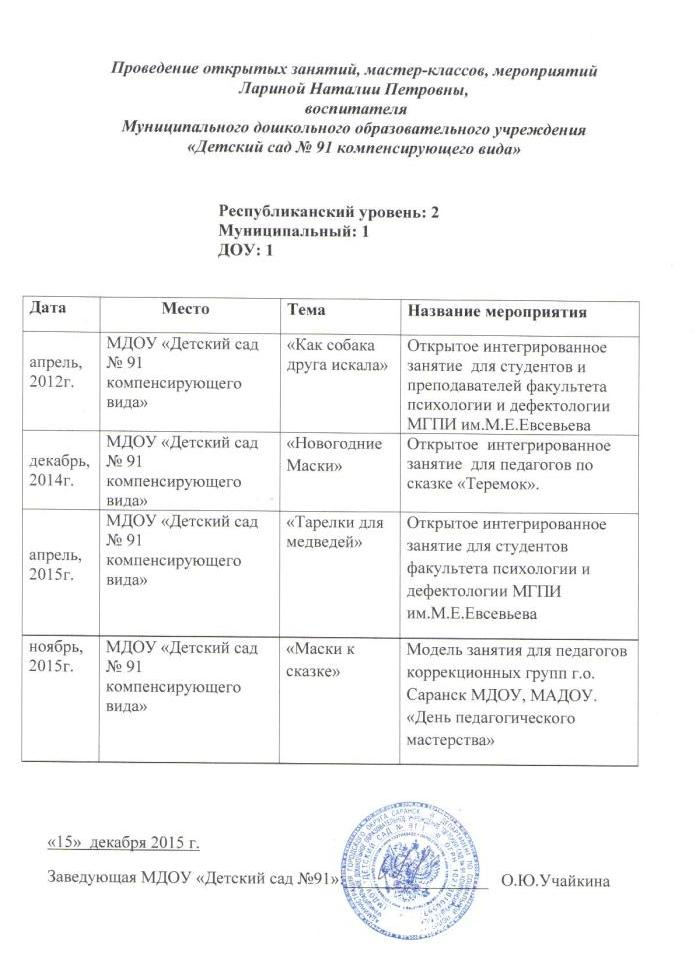 Проведение открытых занятий, мастер-классов, мероприятий
Лариной Наталии Петровны,
воспитателя
Муниципального дошкольного образовательного учреждения
«Детский сад № 91 компенсирующего вида»
Республиканский уровень: 2
Муниципальный: 1
ДОУ: 1
Дата Место Тема Название мероприятия
апрель,
2012г.
МДОУ «Детский сад
№ 91
компенсирующего
вида»
«Как собака
друга искала»
Открытое интегрированное
занятие для студентов и
преподавателей факультета
психологии и дефектологии
МГПИ им.М.Е.Евсевьева
декабрь,
2014г.
МДОУ «Детский сад
№ 91
компенсирующего
вида»
«Новогодние
Маски»
Открытое интегрированное
занятие для педагогов по
сказке «Теремок».
апрель,
2015г.
МДОУ «Детский сад
№ 91
компенсирующего
вида»
«Тарелки для
медведей»
Открытое интегрированное
занятие для студентов
факультета психологии и
дефектологии МГПИ
им.М.Е.Евсевьева
ноябрь,
2015г.
МДОУ «Детский сад
№ 91
компенсирующего
вида»
«Маски к
сказке»
Модель занятия для педагогов
коррекционных групп г.о.
Саранск МДОУ, МАДОУ.
«День педагогического
мастерства»
«15» декабря 2015 г.
Заведующая МДОУ «Детский сад №91»: О.Ю.Учайкина